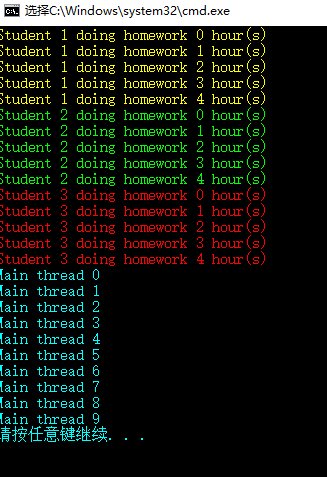 选择C:\Windows\system32\cmd.exe
Student 1 doing homework 0 hour(s)
Student 1 doing homework 1 hour(s)
Student 1 doing homework 2 hour(s)
Student 1 doing homework 3 hour(s)
Student 1 doing homework 4 hour(s)
Student 2 doing homework 0 hour(s)
Student 2 doing homework 1 hour(s)
Student 2 doing homework 2 hour(s)
Student 2 doing homework 3 hour(s)
Student 2 doing homework 4 hour(s)
Student 3 doing homework 0 hour(s)
Student 3 doing homework 1 hour(s)
Student 3 doing homework 2 hour(s)
Student 3 doing homework 3 hour(s)
Student 3 doing homework 4 hour(s)
Main thread 0
Main thread 1
Main thread 2
Main thread 3
Main thread 4
Main thread 5
Main thread 6
Main thread 7
Main thread 8
Main thread 9
请按任意键继续. . .